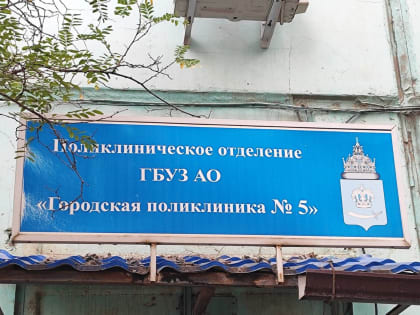 Поликлиническое отделение
ГБУЗ АО
«Городская поликлиника № 5»